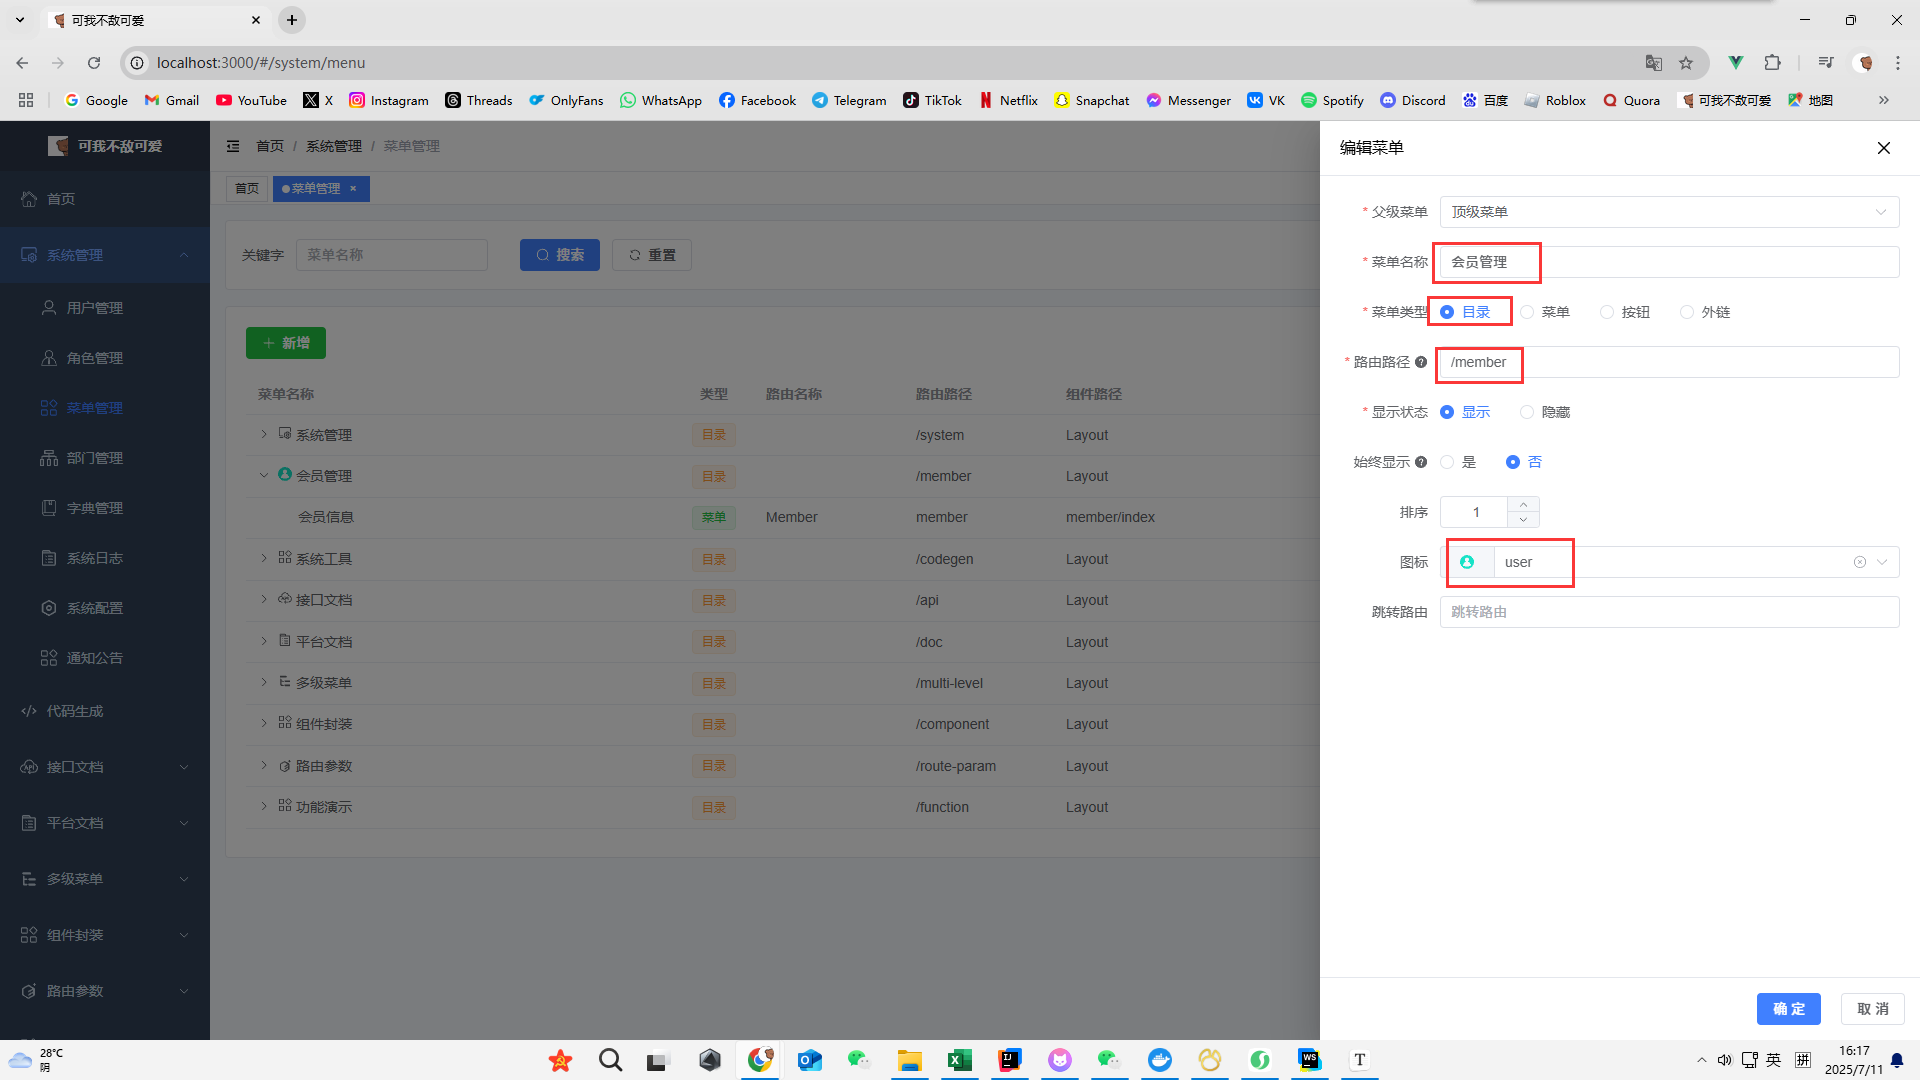 可我不敌可爱
localhost:3000/#/system/menu
Google
Gmail
YouTube
X
Instagram
Threads
OnlyFans
WhatsApp
Facebook
Telegram
TikTok
Netflix
Snapchat
Messenger
VK
Spotify
Discord
百度
Roblox
Quora
可我不敌可爱
地图
可我不敌可爱
首页
系统管理
用户管理
角色管理
菜单管理
部门管理
字典管理
系统日志
系统配置
通知公告
代码生成
接口文档
平台文档
多级菜单
组件封装
路由参数
首页 / 系统管理 / 菜单管理
首页
菜单管理
关键字 菜单名称 搜索 重置
新增
菜单名称 类型 路由名称 路由路径 组件路径
系统管理 目录 /system Layout
会员管理 目录 /member Layout
会员信息 菜单 Member member member/index
系统工具 目录 /codegen Layout
接口文档 目录 /api Layout
平台文档 目录 /doc Layout
多级菜单 目录 /multi-level Layout
组件封装 目录 /component Layout
路由参数 目录 /route-param Layout
功能演示 目录 /function Layout
编辑菜单
* 父级菜单 顶级菜单
* 菜单名称 会员管理
* 菜单类型 目录 菜单 按钮 外链
* 路由路径 /member
* 显示状态 显示 隐藏
始终显示 是 否
排序 1
图标 user
跳转路由 跳转路由
确 定 取 消
28°C
阴
英
拼
16:17
2025/7/11